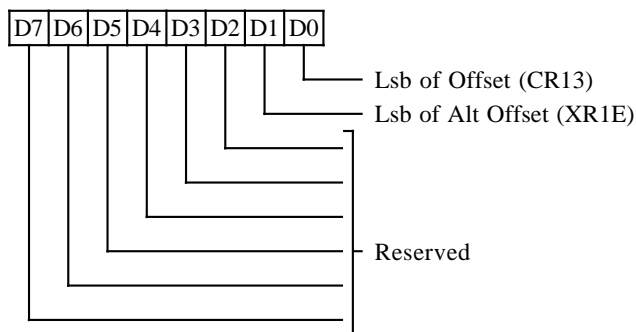 D7 D6 D5 D4 D3 D2 D1 D0
Lsb of Offset (CR13)
Lsb of Alt Offset (XR1E)
Reserved